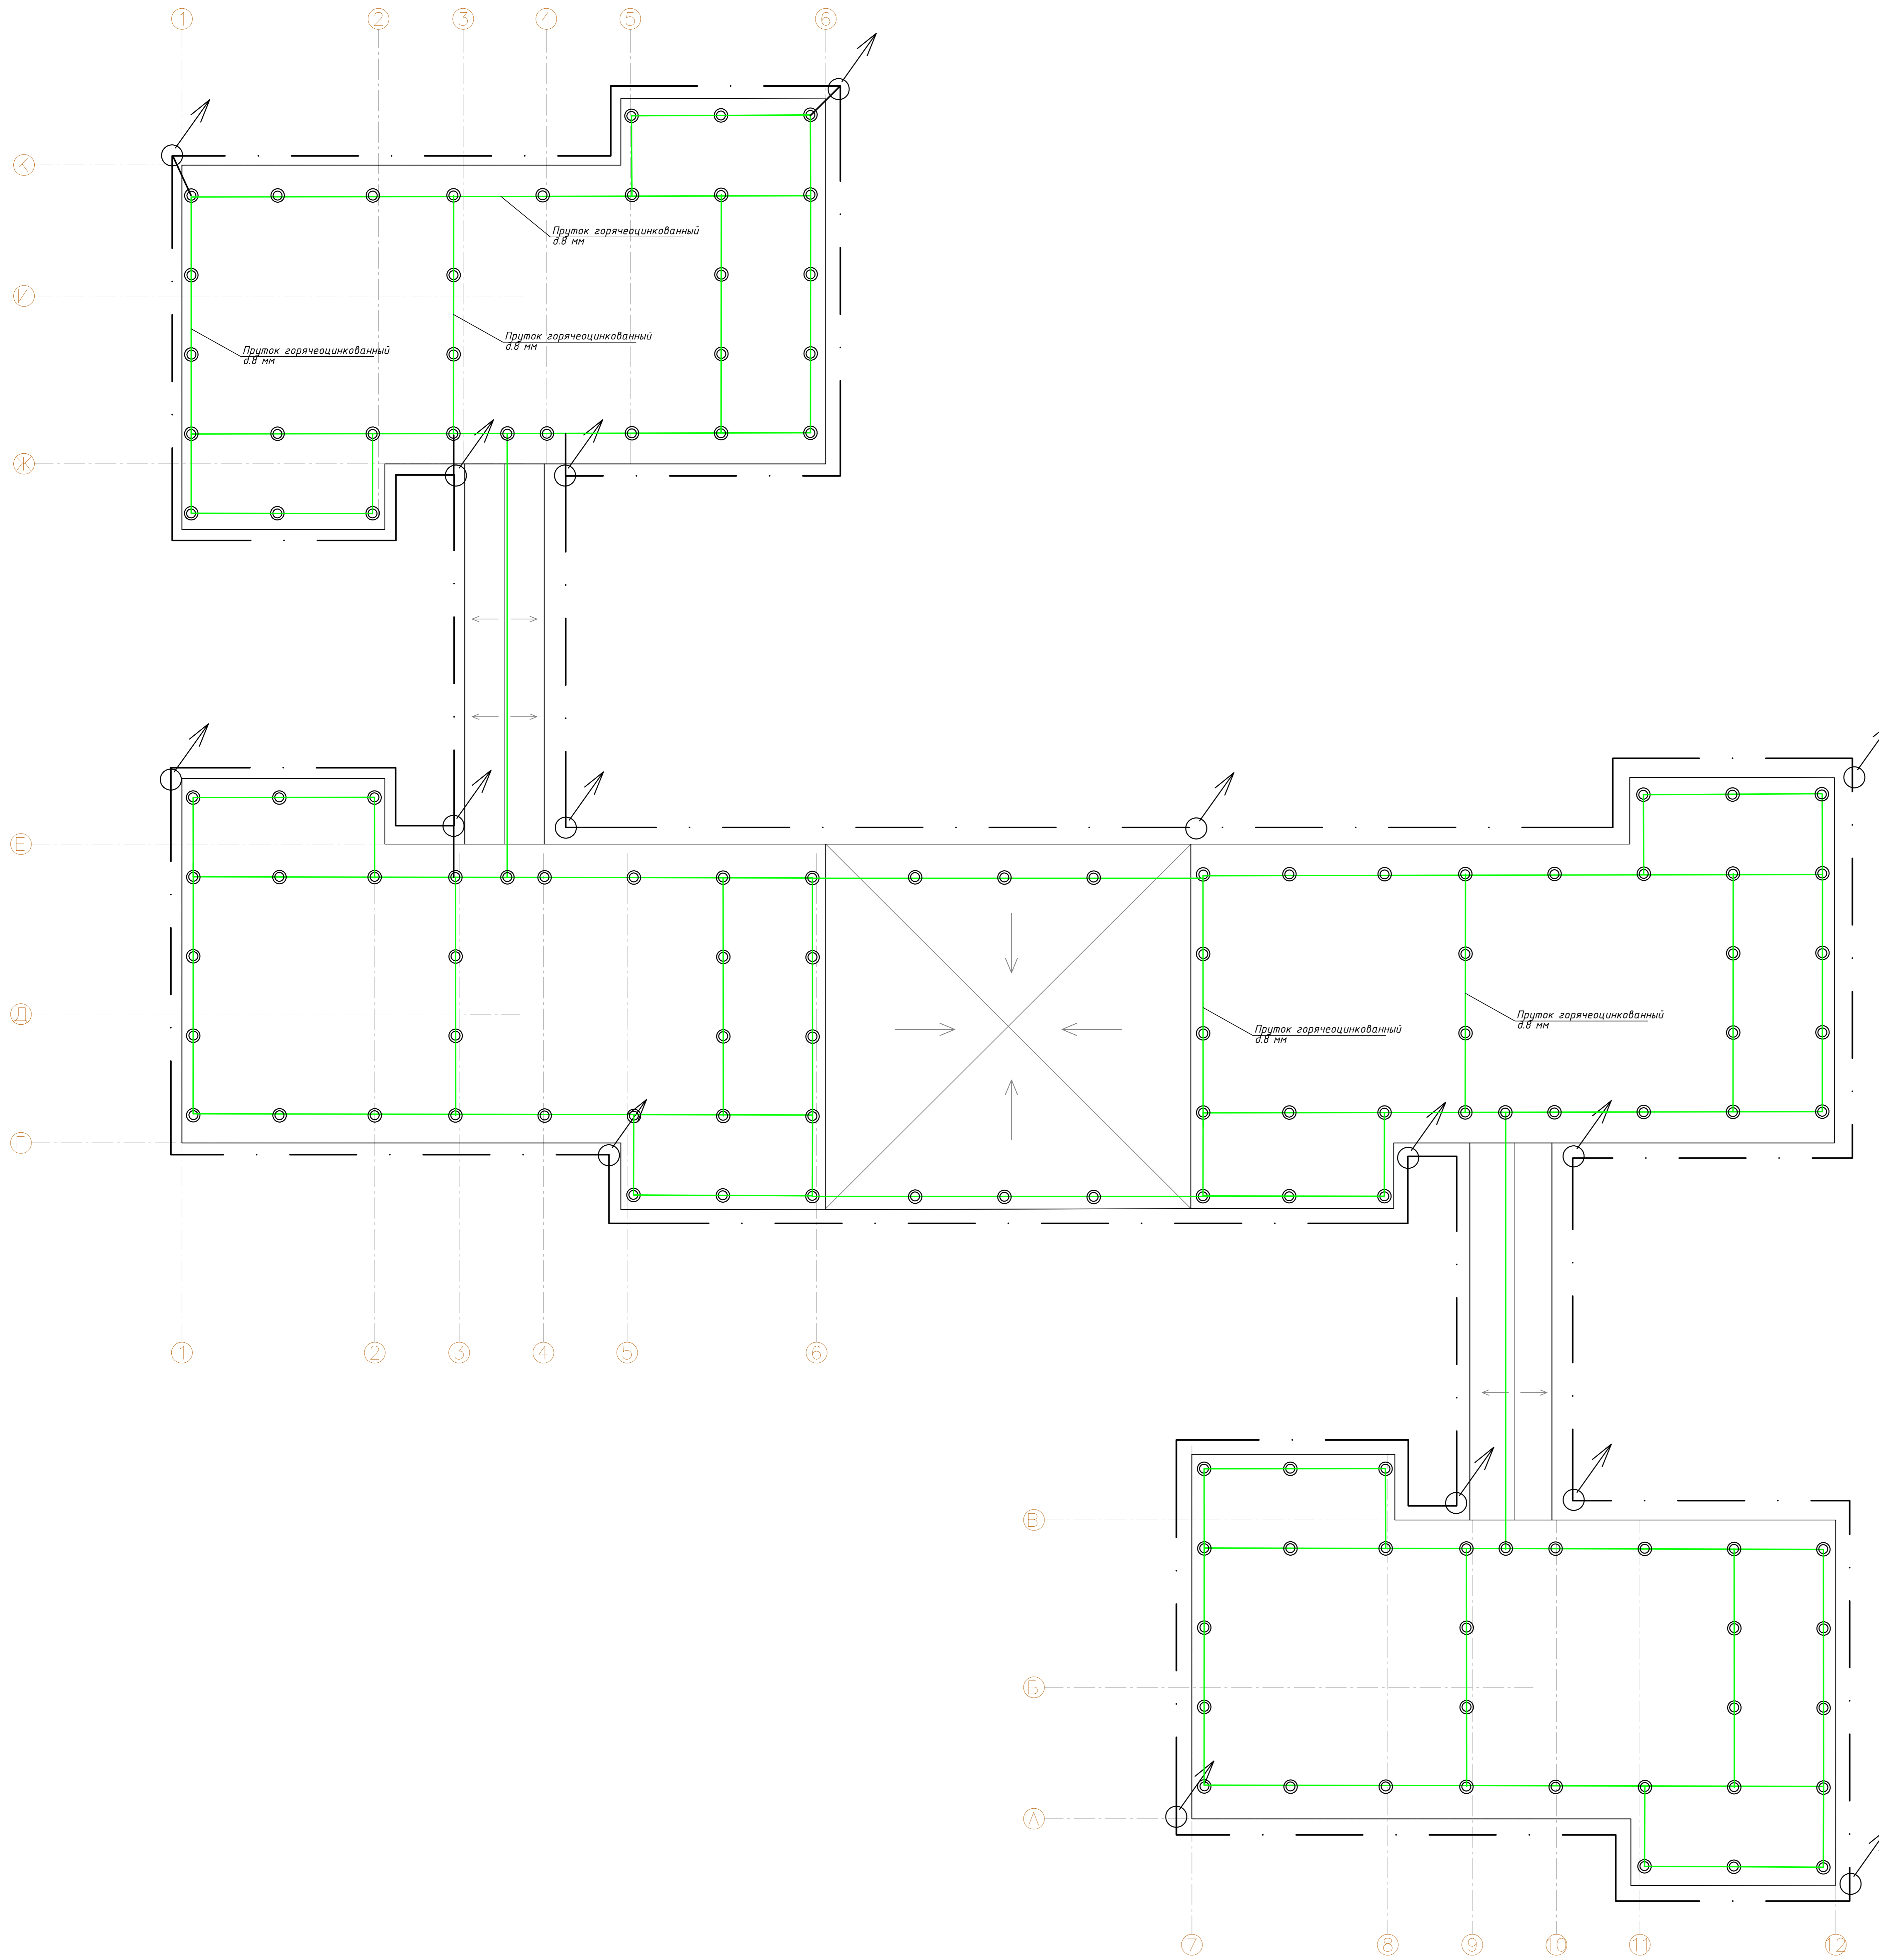 1 2 3 4 5 6
К
Пруток горячеоцинкованный
d.8 мм
И
Пруток горячеоцинкованный
d.8 мм
Пруток горячеоцинкованный
d.8 мм
Ж
Е
Д
Пруток горячеоцинкованный
d.8 мм
Пруток горячеоцинкованный
d.8 мм
Г
1 2 3 4 5 6
В
Б
А
7 8 9 10 11 12